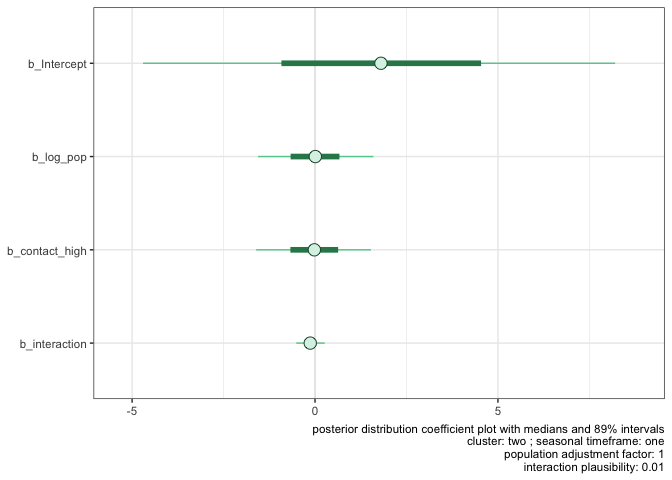 b_Intercept
b_log_pop
b_contact_high
b_interaction
-5 0 5
posterior distribution coefficient plot with medians and 89% intervals
cluster: two ; seasonal timeframe: one
population adjustment factor: 1
interaction plausibility: 0.01